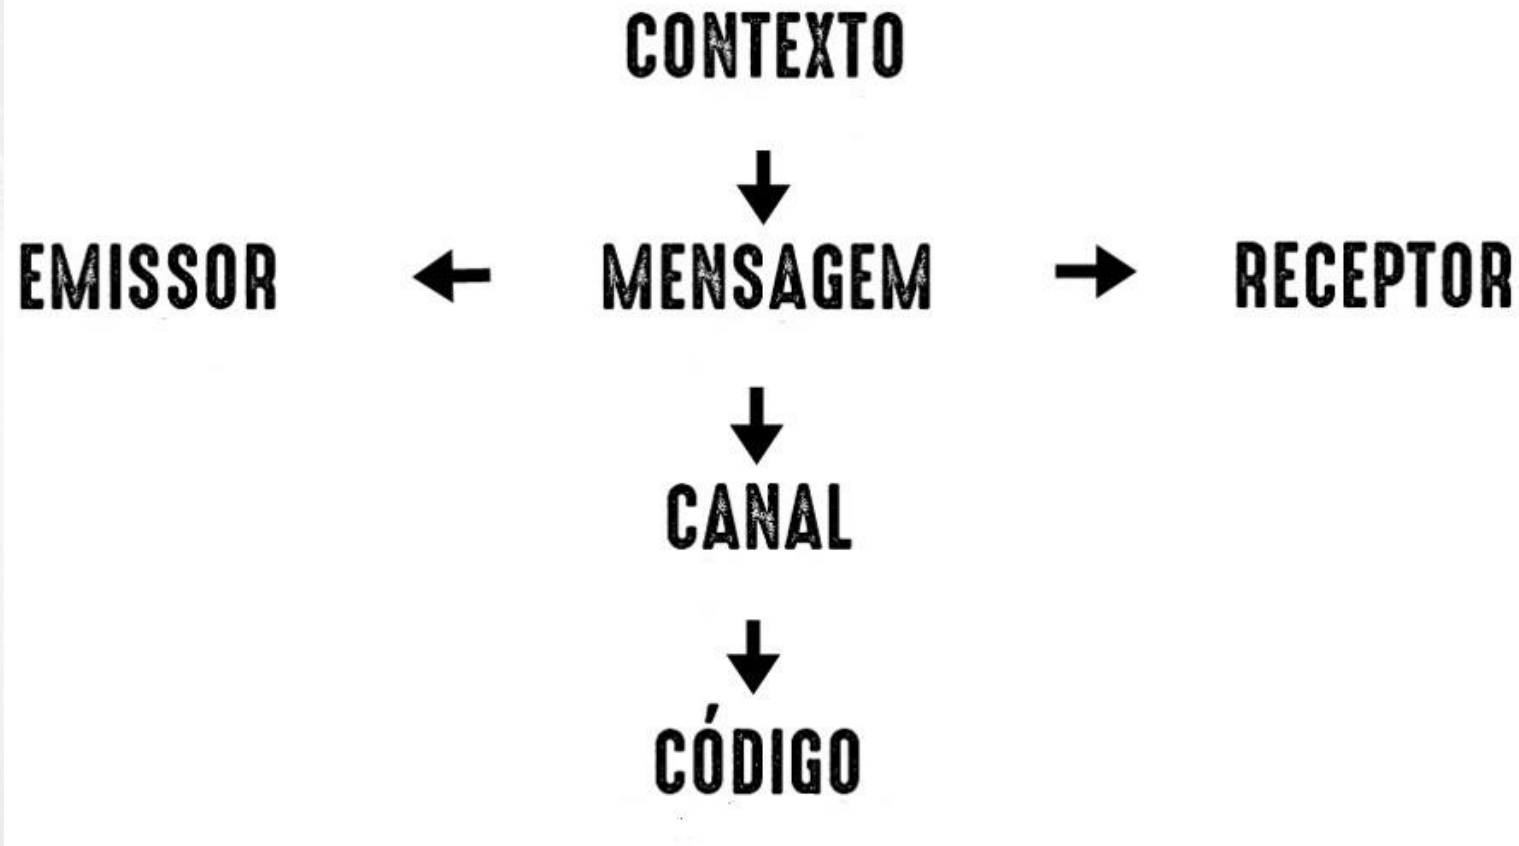 CONTEXTO
EMISSOR
MENSAGEM
RECEPTOR
CANAL
CÓDIGO